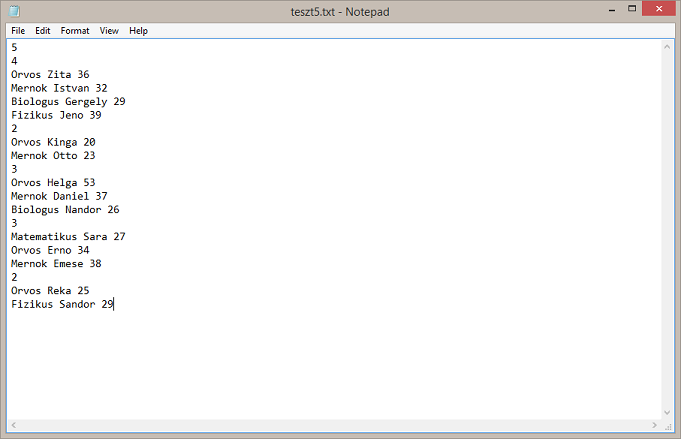 teszt5.txt - Notepad
File Edit Format View Help
5
4
Orvos Zita 36
Mernok Istvan 32
Biologus Gergely 29
Fizikus Jeno 39
2
Orvos Kinga 20
Mernok Otto 23
3
Orvos Helga 53
Mernok Daniel 37
Biologus Nandor 26
3
Matematikus Sara 27
Orvos Erno 34
Mernok Emese 38
2
Orvos Reka 25
Fizikus Sandor 29